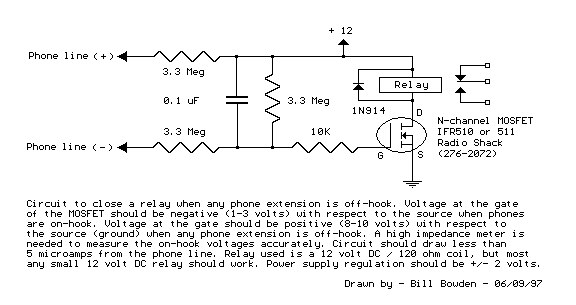 + 12
Phone line (+)
3.3 Meg
Relay
0.1 uF
3.3 Meg
1N914
D
N-channel MOSFET
IFR510 or 511
Radio Shack
(276-2072)
3.3 Meg
10K
Phone line (-)
G
S
Circuit to close a relay when any phone extension is off-hook. Voltage at the gate
of the MOSFET should be negative (1-3 volts) with respect to the source when phones
are on-hook. Voltage at the gate should be positive (8-10 volts) with respect to
the source (ground) when any phone extension is off-hook. A high impedance meter is
needed to measure the on-hook voltages accurately. Circuit should draw less than
5 microamps from the phone line. Relay used is a 12 volt DC / 120 ohm coil, but most
any small 12 volt DC relay should work. Power supply regulation should be +/- 2 volts.
Drawn by - Bill Bowden - 06/09/97